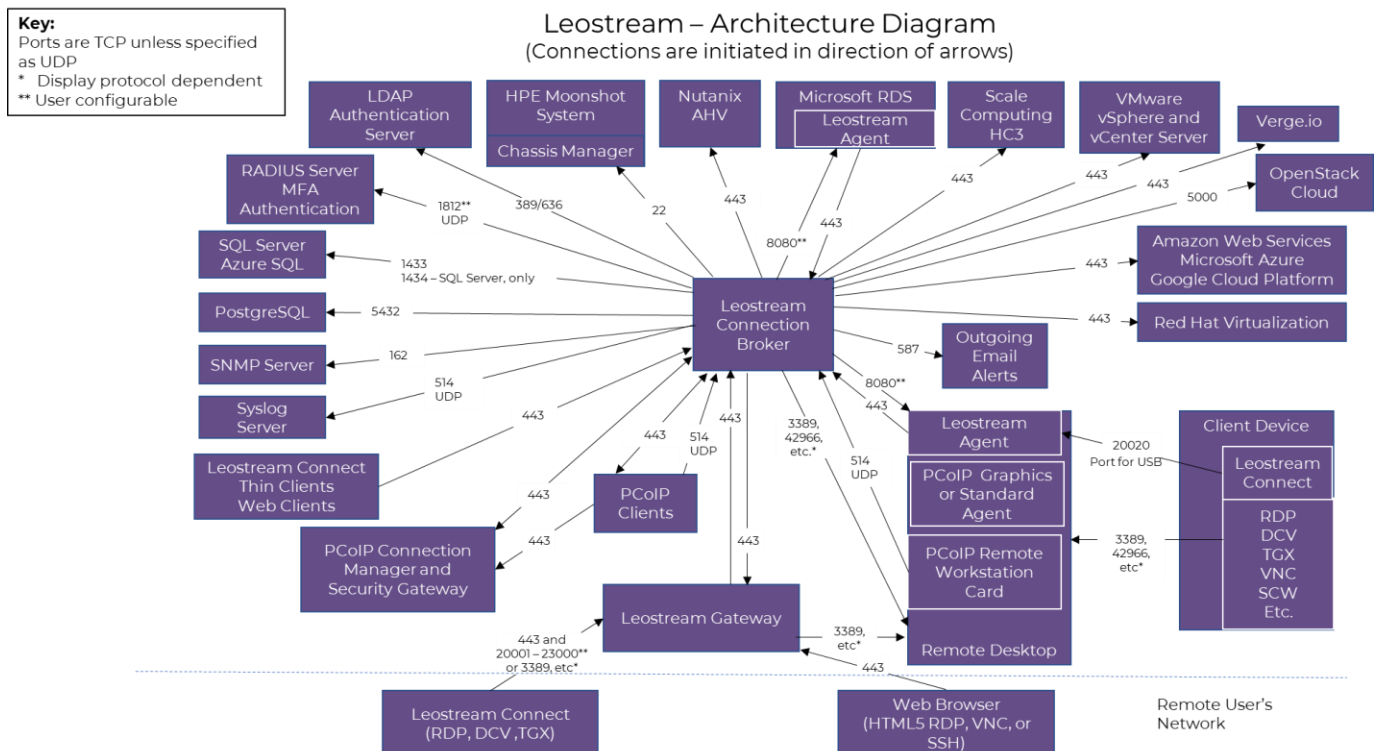 Key:
Ports are TCP unless specified
as UDP
* Display protocol dependent
** User configurable
Leostream – Architecture Diagram
(Connections are initiated in direction of arrows)
LDAP
Authentication
Server
HPE Moonshot
System
Chassis Manager
Nutanix
AHV
Microsoft RDS
Leostream
Agent
Scale
Computing
HC3
VMware
vSphere and
vCenter Server
Verge.io
OpenStack
Cloud
RADIUS Server
MFA
Authentication
1812**
UDP
389/636
22
443
8080**
443
443
443
443
5000
SQL Server
Azure SQL
1433
1434 – SQL Server, only
Amazon Web Services
Microsoft Azure
Google Cloud Platform
443
PostgreSQL
5432
Leostream
Connection
Broker
443
Red Hat Virtualization
SNMP Server
162
587
Outgoing
Email
Alerts
Syslog
Server
514
UDP
8080**
443
443
443
514
UDP
443
3389,
42966,
etc.*
514
UDP
Leostream
Agent
20020
Port for USB
Client Device
Leostream
Connect
Leostream Connect
Thin Clients
Web Clients
443
PCoIP
Clients
PCoIP Graphics
or Standard
Agent
RDP
DCV
TGX
VNC
SCW
Etc.
3389,
42966,
etc*
PCoIP Connection
Manager and
Security Gateway
443
443
PCoIP Remote
Workstation
Card
Leostream Gateway
3389,
etc*
Remote Desktop
443 and
20001 – 23000**
or 3389, etc*
443
Leostream Connect
(RDP, DCV ,TGX)
Web Browser
(HTML5 RDP, VNC, or
SSH)
Remote User's
Network